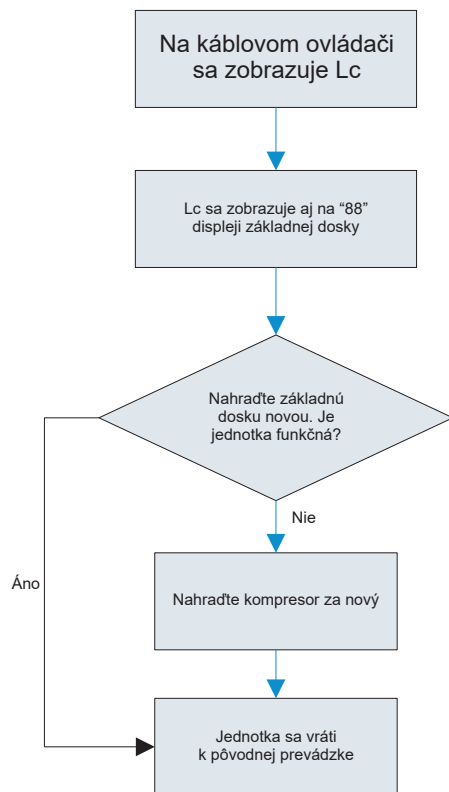 Na káblovom ovládači
sa zobrazuje Lc
Lc sa zobrazuje aj na “88”
displeji základnej dosky
Nahraďte základnú
dosku novou. Je
jednotka funkčná?
Nie
Áno
Nahraďte kompresor za nový
Jednotka sa vráti
k pôvodnej prevádzke